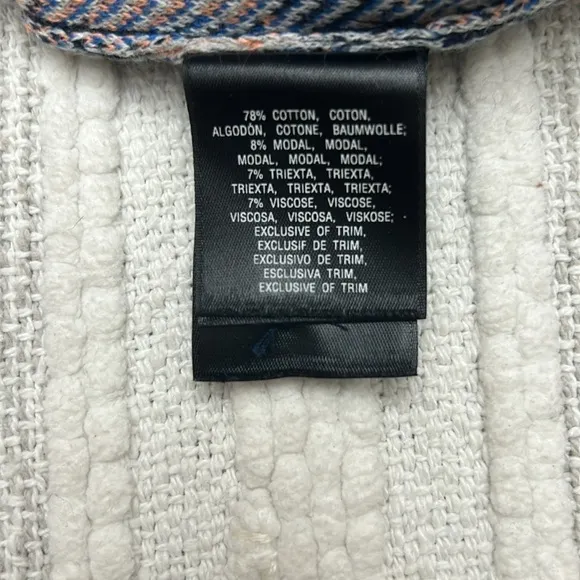 78% COTTON, COTON,
ALGODÓN, COTONE, BAUMWOLLE;
8% MODAL, MODAL,
MODAL, MODAL, MODAL;
7% TRIEXTA, TRIEXTA,
TRIEXTA, TRIEXTA, TRIEXTA;
7% VISCOSE, VISCOSE,
VISCOSA, VISCOSA, VISKOSE;
EXCLUSIVE OF TRIM,
EXCLUSIF DE TRIM,
EXCLUSIVO DE TRIM,
ESCLUSIVA TRIM,
EXCLUSIVE OF TRIM